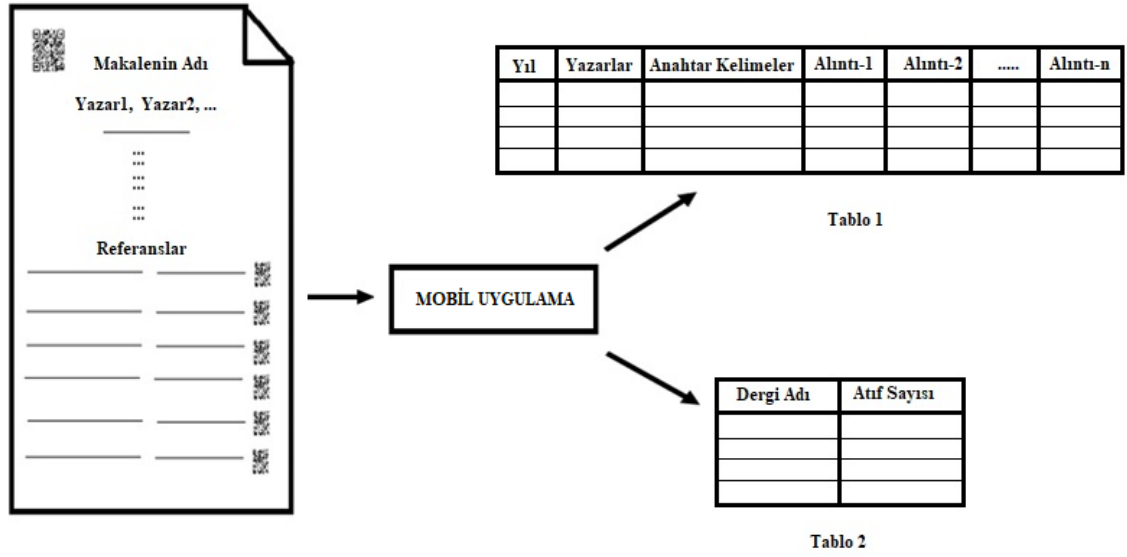 Makalenin Adı
Yazar1, Yazar2, ...
...
...
...
...
...
...
Referanslar
MOBİL UYGULAMA
Yıl Yazarlar Anahtar Kelimeler Alıntı-1 Alıntı-2 ..... Alıntı-n
Tablo 1
Dergi Adı Atıf Sayısı
Tablo 2